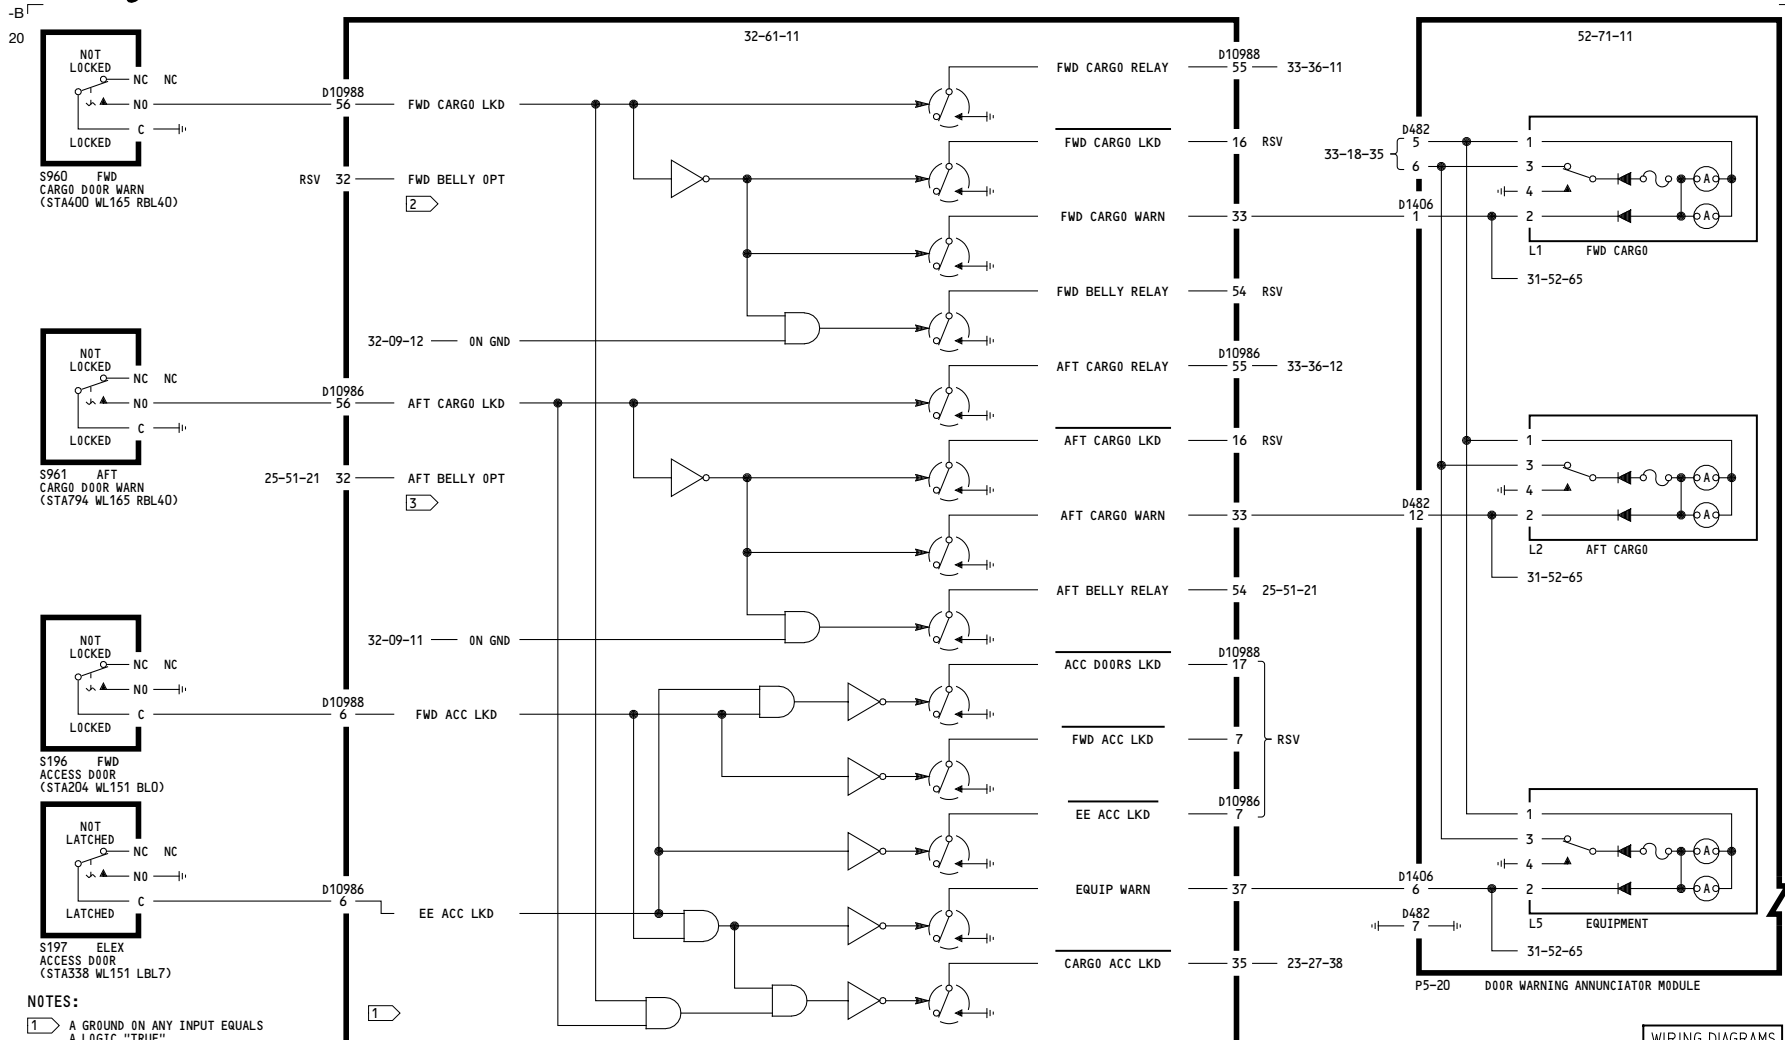 -B
20
32-61-11
52-71-11
NOT
LOCKED
NC NC
NO
C
LOCKED
S960 FWD
CARGO DOOR WARN
(STA400 WL165 RBL40)
D10988
56 FWD CARGO LKD
RSV 32 FWD BELLY OPT
2
32-09-12 ON GND
NOT
LOCKED
NC NC
NO
C
LOCKED
S961 AFT
CARGO DOOR WARN
(STA794 WL165 RBL40)
D10986
56 AFT CARGO LKD
25-51-21 32 AFT BELLY OPT
3
32-09-11 ON GND
NOT
LOCKED
NC NC
NO
C
LOCKED
S196 FWD
ACCESS DOOR
(STA204 WL151 BL0)
D10988
6 FWD ACC LKD
NOT
LATCHED
NC NC
NO
C
LATCHED
S197 ELEX
ACCESS DOOR
(STA338 WL151 LBL7)
D10986
6 EE ACC LKD
1
FWD CARGO RELAY D10988 55 33-36-11
FWD CARGO LKD 16 RSV
FWD CARGO WARN 33
FWD BELLY RELAY 54 RSV
AFT CARGO RELAY D10986 55 33-36-12
AFT CARGO LKD 16 RSV
AFT CARGO WARN 33
AFT BELLY RELAY 54 25-51-21
ACC DOORS LKD D10988 17
FWD ACC LKD 7 RSV
EE ACC LKD D10986 7
EQUIP WARN 37
CARGO ACC LKD 35 23-27-38
33-18-35
D482
5
6
D1406
1
1
3
4
2
A
A
L1 FWD CARGO
31-52-65
D482
12
1
3
4
2
A
A
L2 AFT CARGO
31-52-65
D1406
6
D482
7
1
3
4
2
A
A
L5 EQUIPMENT
31-52-65
P5-20 DOOR WARNING ANNUNCIATOR MODULE
NOTES:
1 A GROUND ON ANY INPUT EQUALS
A LOGIC "TRUE"
WIRING DIAGRAMS